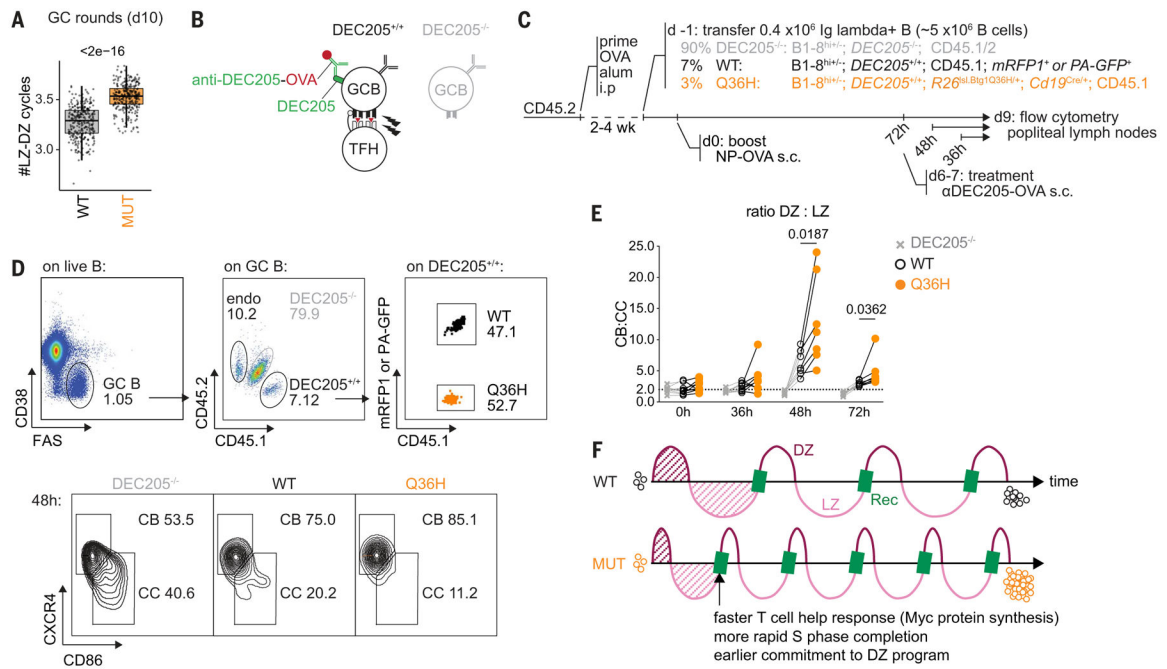 A
GC rounds (d10)
<2e−16
#LZ-DZ cycles
3.5
3.0
WT
MUT
B
DEC205+/+
DEC205-/-
anti-DEC205-OVA
DEC205
GCB
GCB
TFH
C
CD45.2
prime
OVA
alum
i.p
2-4 wk
d -1: transfer 0.4 x10⁶ Ig lambda+ B (~5 x10⁶ B cells)
90% DEC205-/-: B1-8hi+/-; DEC205-/-; CD45.1/2
7% WT: B1-8hi+/-; DEC205+/+; CD45.1; mRFP1+ or PA-GFP+
3% Q36H: B1-8hi+/-; DEC205+/+; R26lsl.Btg1Q36H/+; Cd19Cre/+; CD45.1
d0: boost
NP-OVA s.c.
72h
48h
36h
d9: flow cytometry
popliteal lymph nodes
d6-7: treatment
αDEC205-OVA s.c.
D
on live B:
CD38
FAS
GC B
1.05
on GC B:
endo
10.2
DEC205-/-
79.9
DEC205+/+
7.12
CD45.2
CD45.1
on DEC205+/+:
mRFP1 or PA-GFP
CD45.1
WT
47.1
Q36H
52.7
48h:
DEC205-/-
WT
Q36H
CB 53.5
CC 40.6
CB 75.0
CC 20.2
CB 85.1
CC 11.2
CXCR4
CD86
E
ratio DZ : LZ
CB:CC
25.0
20.0
15.0
10.0
5.0
2.0
0.0
0.0187
0.0362
0h
36h
48h
72h
DEC205-/-
WT
Q36H
F
WT
DZ
LZ
Rec
time
MUT
faster T cell help response (Myc protein synthesis)
more rapid S phase completion
earlier commitment to DZ program